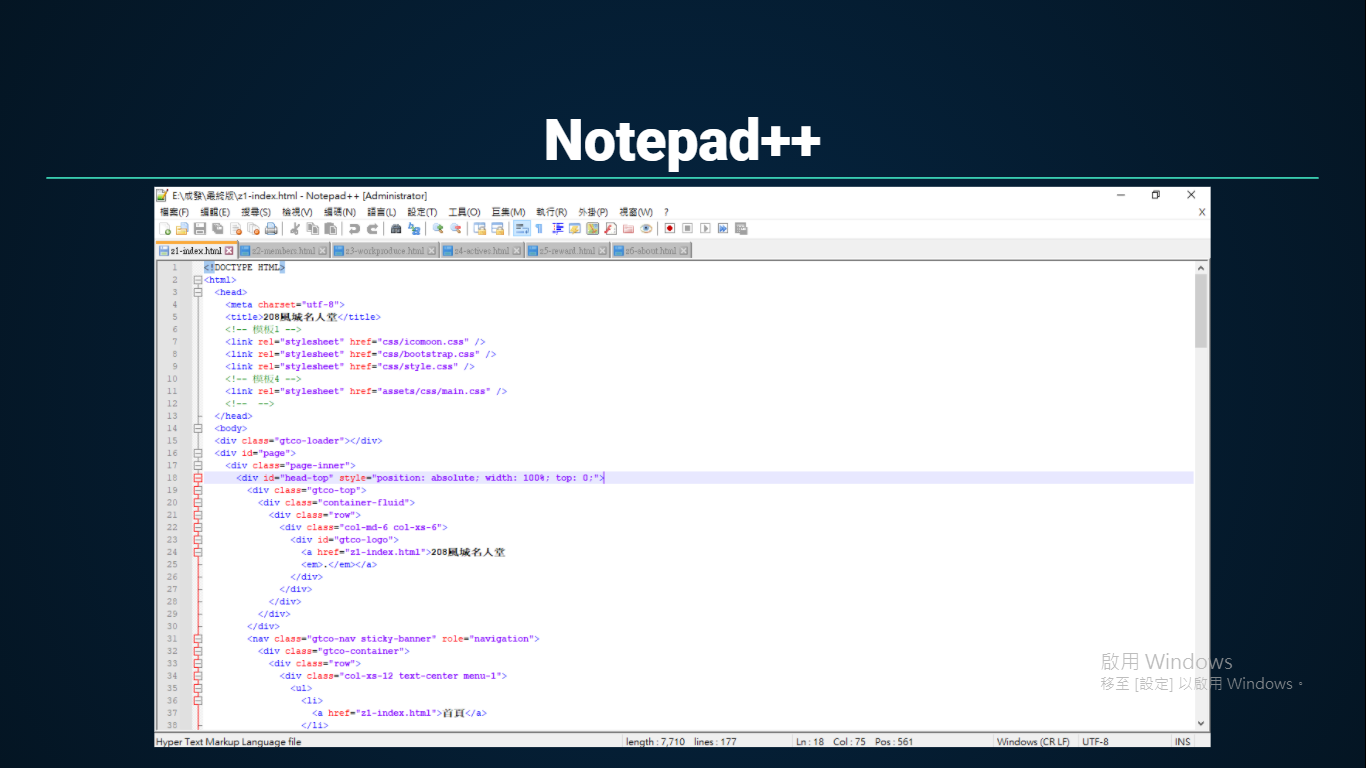 Notepad++
E:\成發\最終版\z1-index.html - Notepad++ [Administrator]
檔案(F) 編輯(E) 搜尋(S) 檢視(V) 編碼(N) 語言(L) 設定(T) 工具(O) 巨集(M) 執行(R) 外掛(P) 視窗(W) ? X
z1-index.html z2-members.html z3-workproduce.html z4-actives.html z5-reward.html z6-about.html
1 <!DOCTYPE HTML>
2 <html>
3 <head>
4 <meta charset="utf-8">
5 <title>208風城名人堂</title>
6 <!-- 模板1 -->
7 <link rel="stylesheet" href="css/icomoon.css" />
8 <link rel="stylesheet" href="css/bootstrap.css" />
9 <link rel="stylesheet" href="css/style.css" />
10 <!-- 模板4 -->
11 <link rel="stylesheet" href="assets/css/main.css" />
12 <!--  -->
13 </head>
14 <body>
15 <div class="gtco-loader"></div>
16 <div id="page">
17 <div class="page-inner">
18 <div id="head-top" style="position: absolute; width: 100%; top: 0;">
19 <div class="gtco-top">
20 <div class="container-fluid">
21 <div class="row">
22 <div class="col-md-6 col-xs-6">
23 <div id="gtco-logo">
24 <a href="z1-index.html">208風城名人堂
25 <em>.</em></a>
26 </div>
27 </div>
28 </div>
29 </div>
30 </div>
31 <nav class="gtco-nav sticky-banner" role="navigation">
32 <div class="gtco-container">
33 <div class="row">
34 <div class="col-xs-12 text-center menu-1">
35 <ul>
36 <li>
37 <a href="z1-index.html">首頁</a>
38 </li>
啟用 Windows
移至 [設定] 以啟用 Windows。
Hyper Text Markup Language file length : 7,710 lines : 177 Ln : 18 Col : 75 Pos : 561 Windows (CR LF) UTF-8 INS